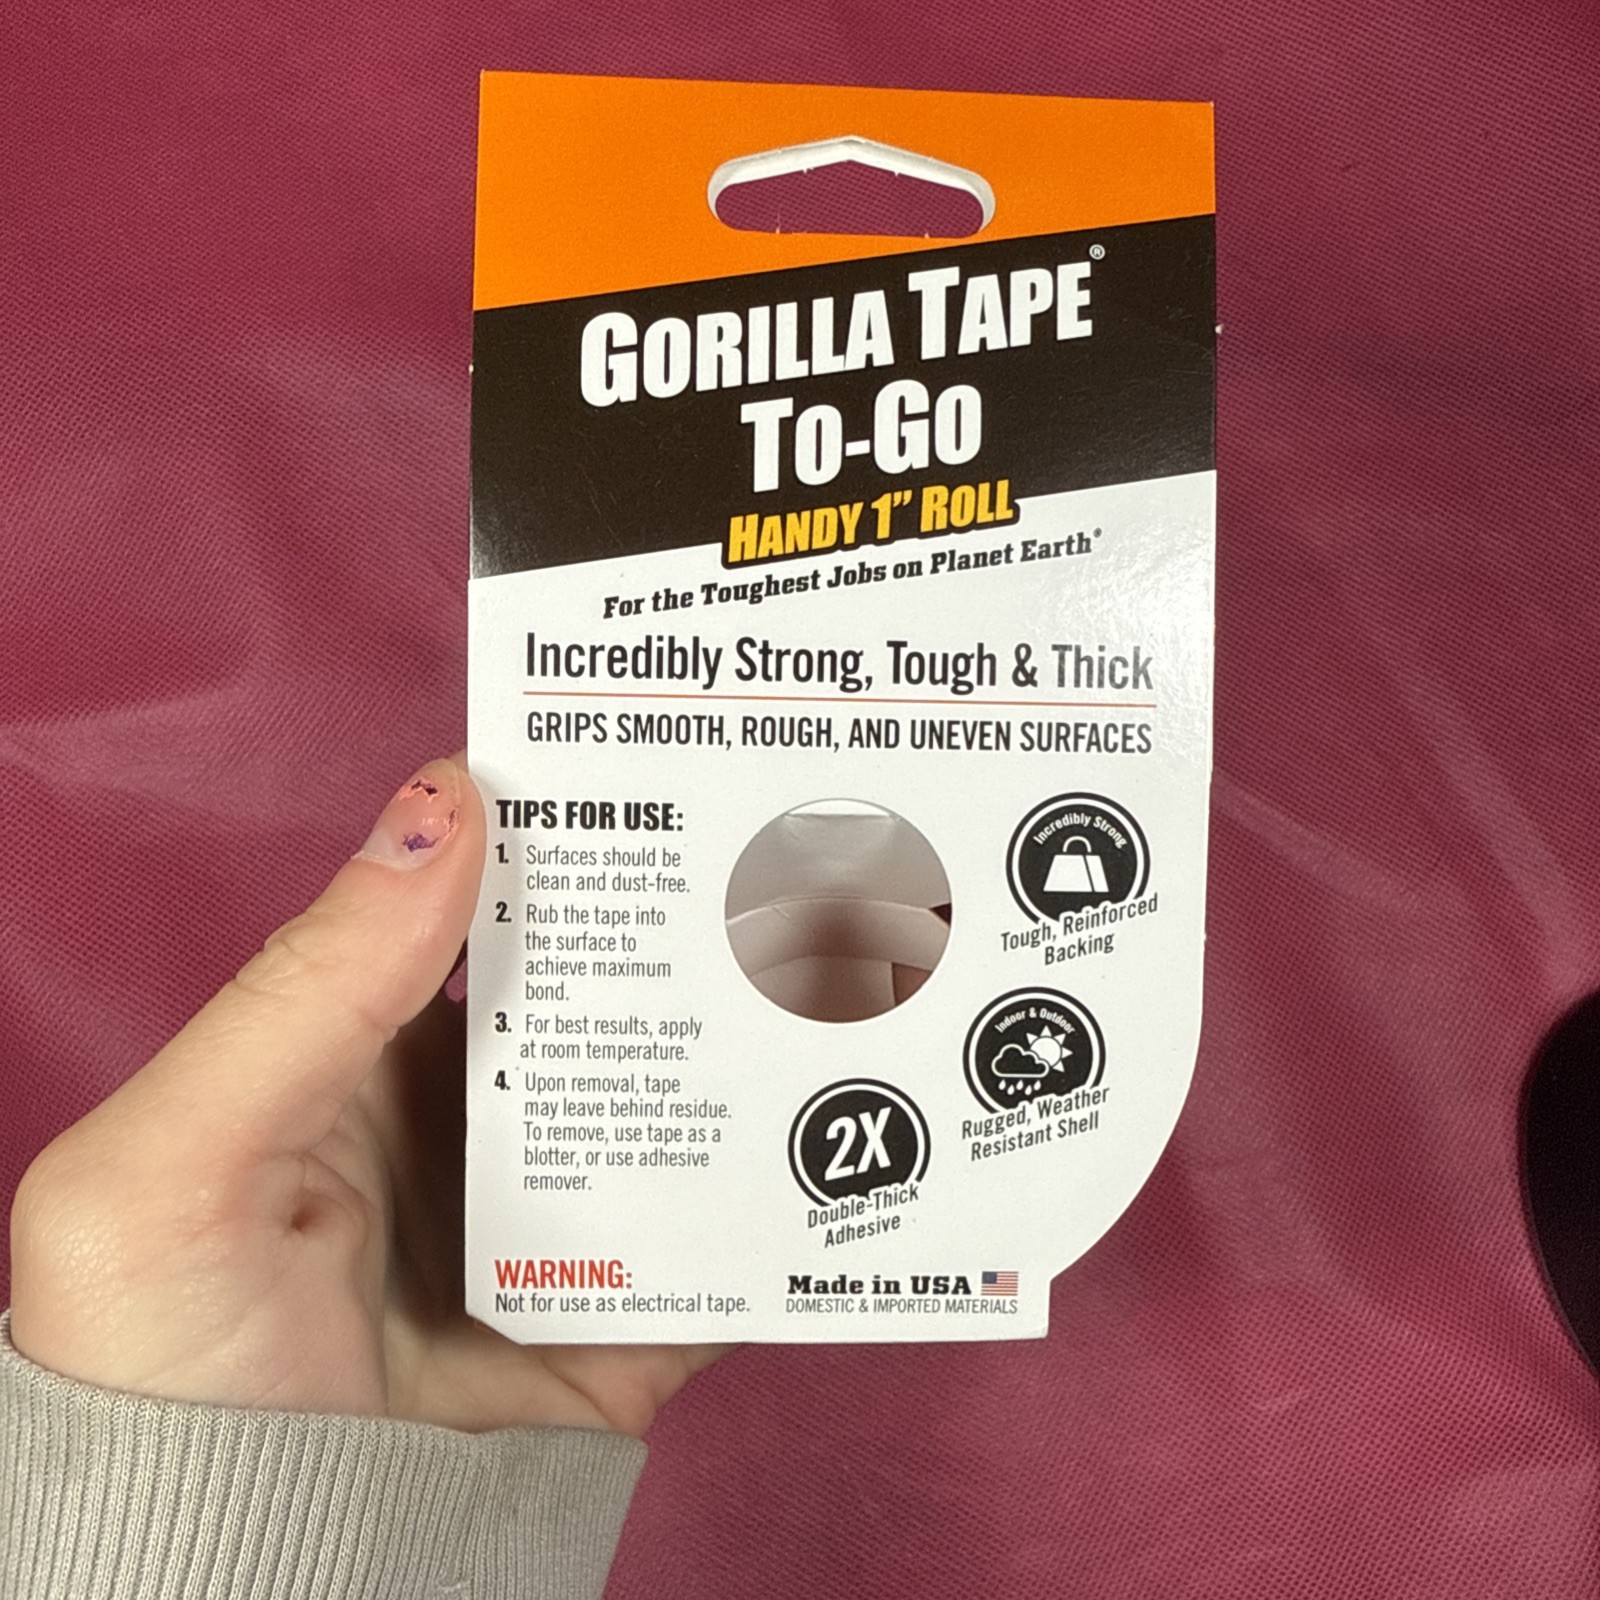 GORILLA TAPE®
TO-GO
HANDY 1” ROLL
For the Toughest Jobs on Planet Earth®
Incredibly Strong, Tough & Thick
GRIPS SMOOTH, ROUGH, AND UNEVEN SURFACES
TIPS FOR USE:
1. Surfaces should be
clean and dust-free.
2. Rub the tape into
the surface to
achieve maximum
bond.
3. For best results, apply
at room temperature.
4. Upon removal, tape
may leave behind residue.
To remove, use tape as a
blotter, or use adhesive
remover.
Incredibly Strong
Tough, Reinforced
Backing
Indoor & Outdoor
Rugged, Weather
Resistant Shell
2X
Double-Thick
Adhesive
WARNING:
Not for use as electrical tape.
Made in USA
DOMESTIC & IMPORTED MATERIALS